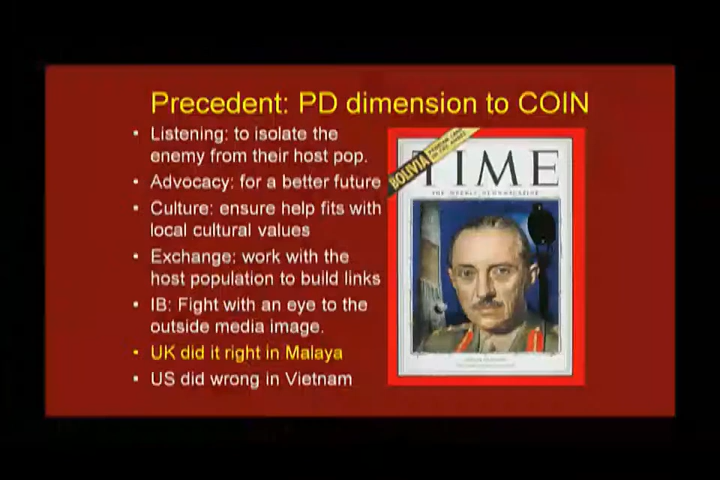 Precedent: PD dimension to COIN
• Listening: to isolate the
enemy from their host pop.
• Advocacy: for a better future
• Culture: ensure help fits with
local cultural values
• Exchange: work with the
host population to build links
• IB: Fight with an eye to the
outside media image.
• UK did it right in Malaya
• US did wrong in Vietnam
BOLIVIA
TIME
THE WEEKLY NEWSMAGAZINE